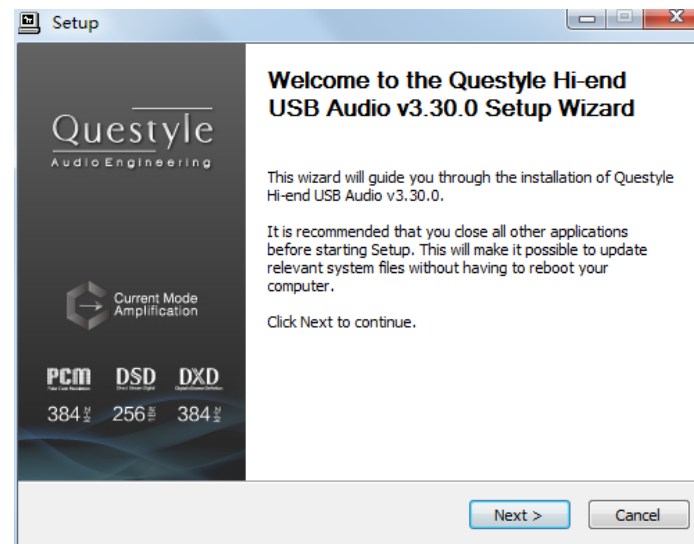 Setup
Questyle
Audio Engineering
Current Mode
Amplification
PCM DSD DXD
384 256 384
Welcome to the Questyle Hi-end
USB Audio v3.30.0 Setup Wizard
This wizard will guide you through the installation of Questyle
Hi-end USB Audio v3.30.0.
It is recommended that you close all other applications
before starting Setup. This will make it possible to update
relevant system files without having to reboot your
computer.
Click Next to continue.
Next > Cancel